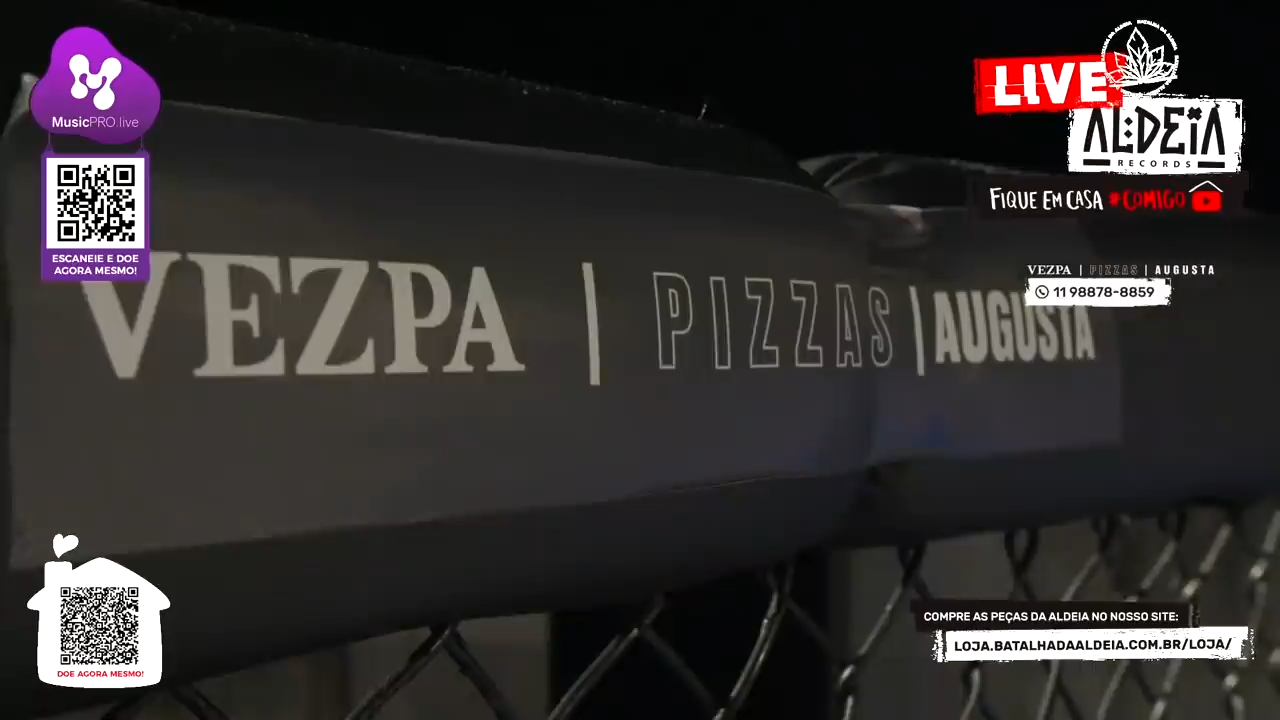 MusicPRO.live
ESCANEIE E DOE
AGORA MESMO!
LIVE
ALDEIA
RECORDS
FIQUE EM CASA #COMIGO
VEZPA | PIZZAS | AUGUSTA
11 98878-8859
VEZPA | PIZZAS | AUGUSTA
DOE AGORA MESMO!
COMPRE AS PEÇAS DA ALDEIA NO NOSSO SITE:
LOJA.BATALHADAALDEIA.COM.BR/LOJA/